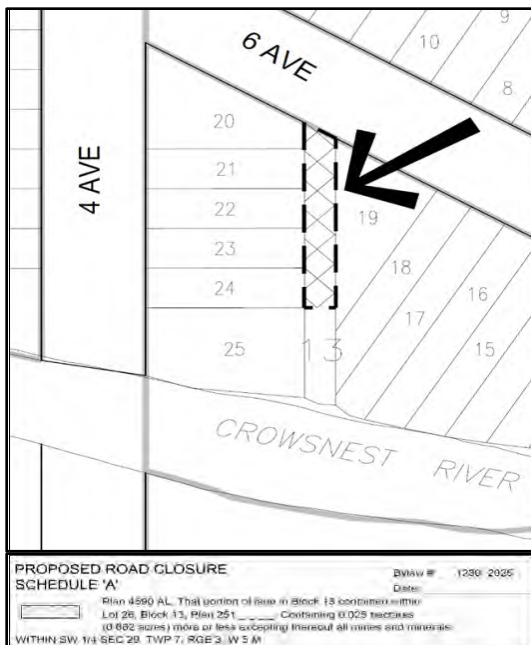 6 AVE
10
9
8
4 AVE
20
21
22
23
24
25
19
18
17
16
15
13
CROWSNEST RIVER
PROPOSED ROAD CLOSURE
SCHEDULE 'A'
Bylaw # 1230 2025
Date:
Plan 4590 AL, That portion of lane in Block 13 contained within
Lot 26, Block 13, Plan 251_______ Containing 0.025 hectares
(0.062 acres) more or less excepting thereout all mines and minerals
WITHIN SW 1/4 SEC 29, TWP 7, RGE 3, W 5 M